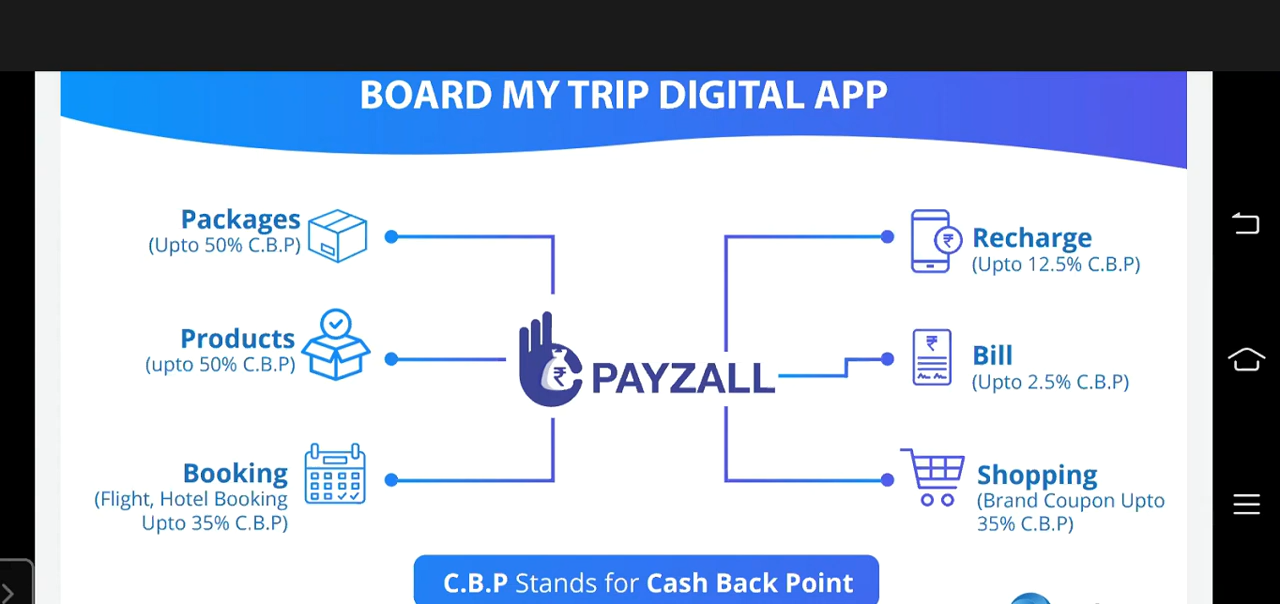 BOARD MY TRIP DIGITAL APP
Packages
(Upto 50% C.B.P)
Products
(upto 50% C.B.P)
Booking
(Flight, Hotel Booking
Upto 35% C.B.P)
₹ PAYZALL
₹
Recharge
(Upto 12.5% C.B.P)
₹
Bill
(Upto 2.5% C.B.P)
Shopping
(Brand Coupon Upto
35% C.B.P)
C.B.P Stands for Cash Back Point